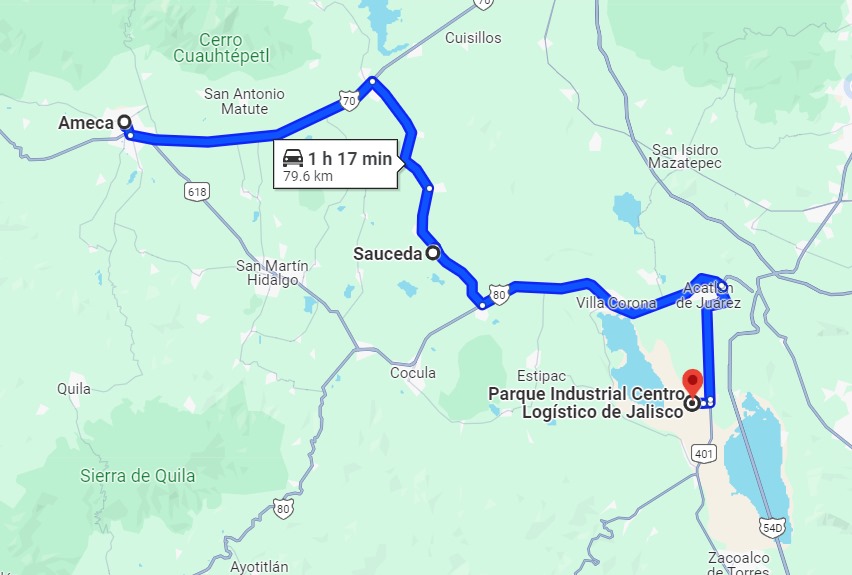 70
Cuisillos
Cerro
Cuauhtépetl
San Antonio
Matute
70
Ameca
1 h 17 min
79.6 km
San Isidro
Mazatepec
618
Sauceda
San Martín
Hidalgo
80
Villa Corona
Acatlán
de Juárez
Cocula
Estipac
Quila
Parque Industrial Centro
Logístico de Jalisco
401
Sierra de Quila
80
54D
Ayotitlán
Zacoalco
de Torres